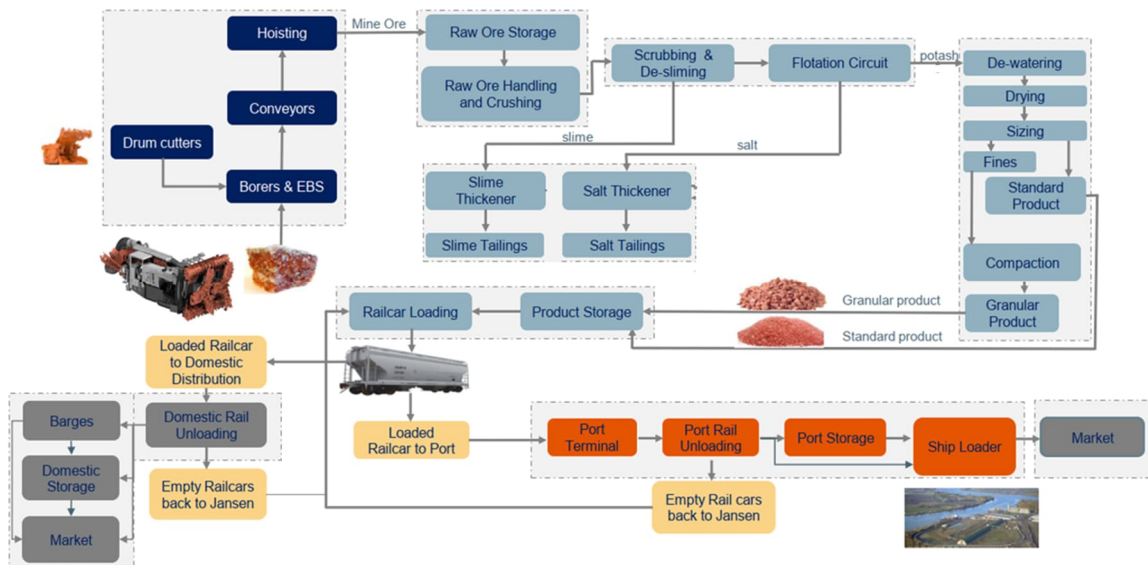 Hoisting
Mine Ore
Raw Ore Storage
Raw Ore Handling
and Crushing
Scrubbing &
De-sliming
Flotation Circuit
potash
De-watering
Drying
Sizing
Fines
Standard
Product
Conveyors
Drum cutters
Borers & EBS
slime
salt
Slime
Thickener
Salt Thickener
Slime Tailings
Salt Tailings
Compaction
Granular
Product
Granular product
Standard product
Product Storage
Railcar Loading
Loaded Railcar
to Domestic
Distribution
Barges
Domestic Rail
Unloading
Domestic
Storage
Empty Railcars
back to Jansen
Market
Loaded
Railcar to Port
Port
Terminal
Port Rail
Unloading
Port Storage
Ship Loader
Market
Empty Rail cars
back to Jansen